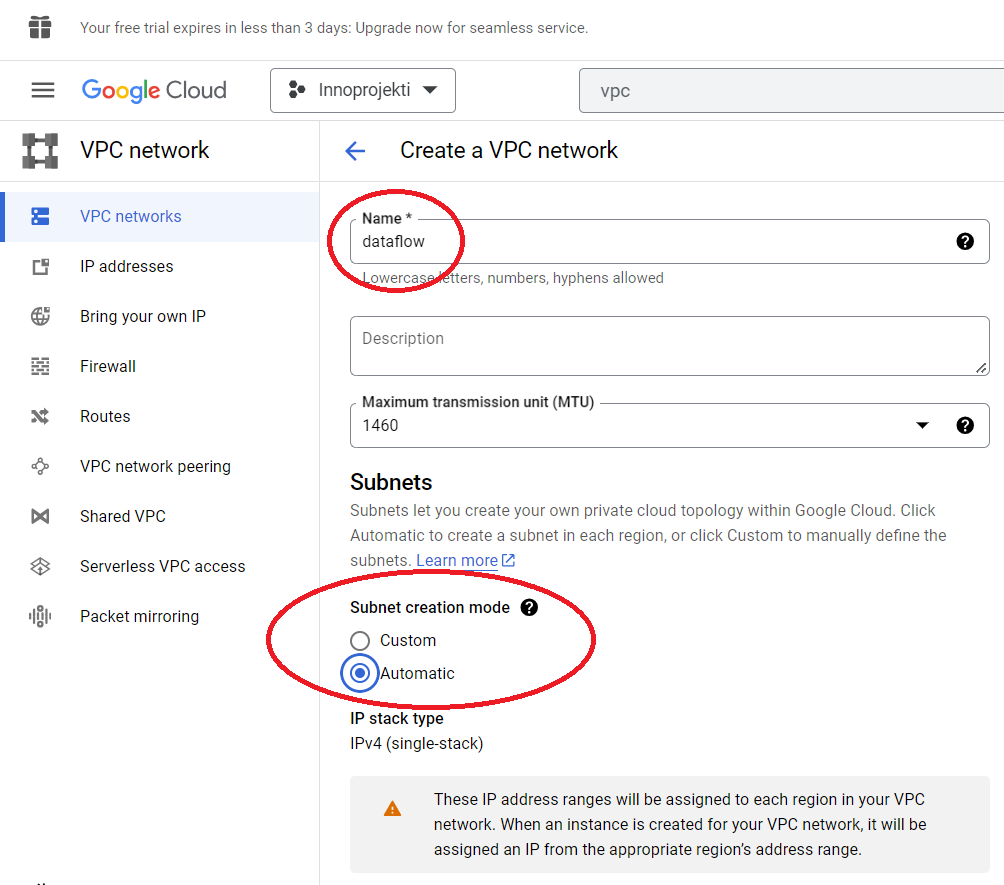 Your free trial expires in less than 3 days: Upgrade now for seamless service.
Google Cloud
Innoprojekti
vpc
VPC network
Create a VPC network
VPC networks
IP addresses
Bring your own IP
Firewall
Routes
VPC network peering
Shared VPC
Serverless VPC access
Packet mirroring
Name *
dataflow
Lowercase letters, numbers, hyphens allowed
Description
Maximum transmission unit (MTU)
1460
Subnets
Subnets let you create your own private cloud topology within Google Cloud. Click
Automatic to create a subnet in each region, or click Custom to manually define the
subnets. Learn more
Subnet creation mode
Custom
Automatic
IP stack type
IPv4 (single-stack)
These IP address ranges will be assigned to each region in your VPC
network. When an instance is created for your VPC network, it will be
assigned an IP from the appropriate region's address range.